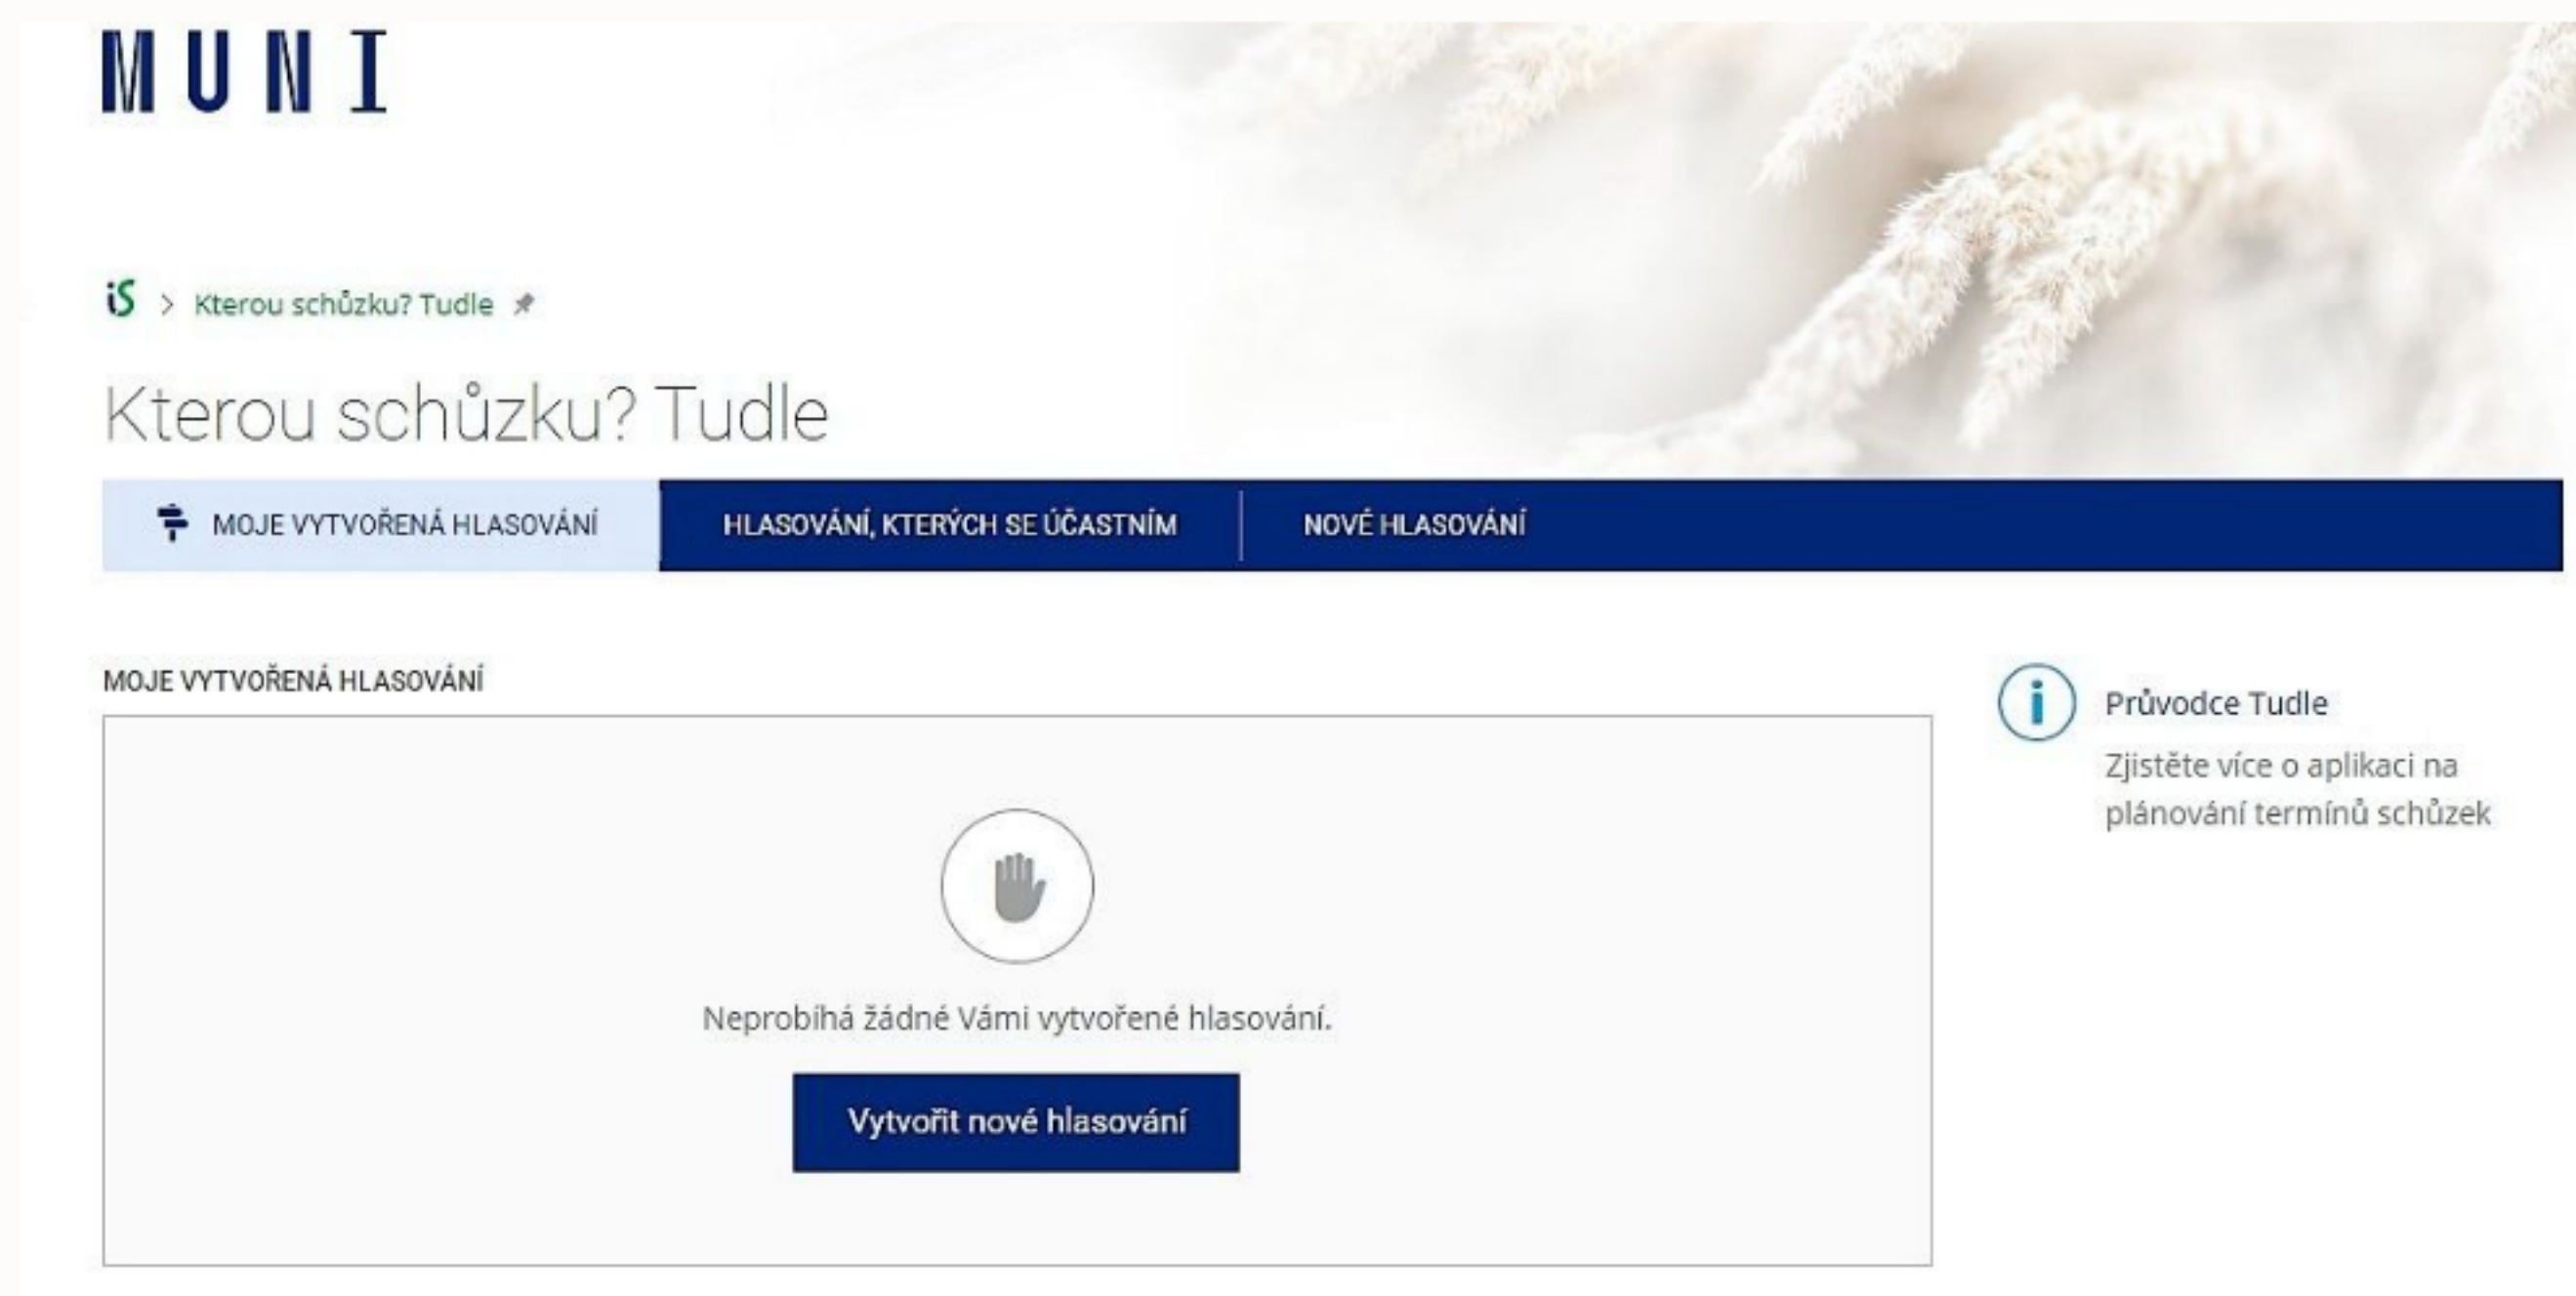 MUNI
iS > Kterou schůzku? Tudle
Kterou schůzku? Tudle
MOJE VYTVOŘENÁ HLASOVÁNÍ
HLASOVÁNÍ, KTERÝCH SE ÚČASTNÍM
NOVÉ HLASOVÁNÍ
MOJE VYTVOŘENÁ HLASOVÁNÍ
Neprobíhá žádné Vámi vytvořené hlasování.
Vytvořit nové hlasování
Průvodce Tudle
Zjistěte více o aplikaci na
plánování termínů schůzek